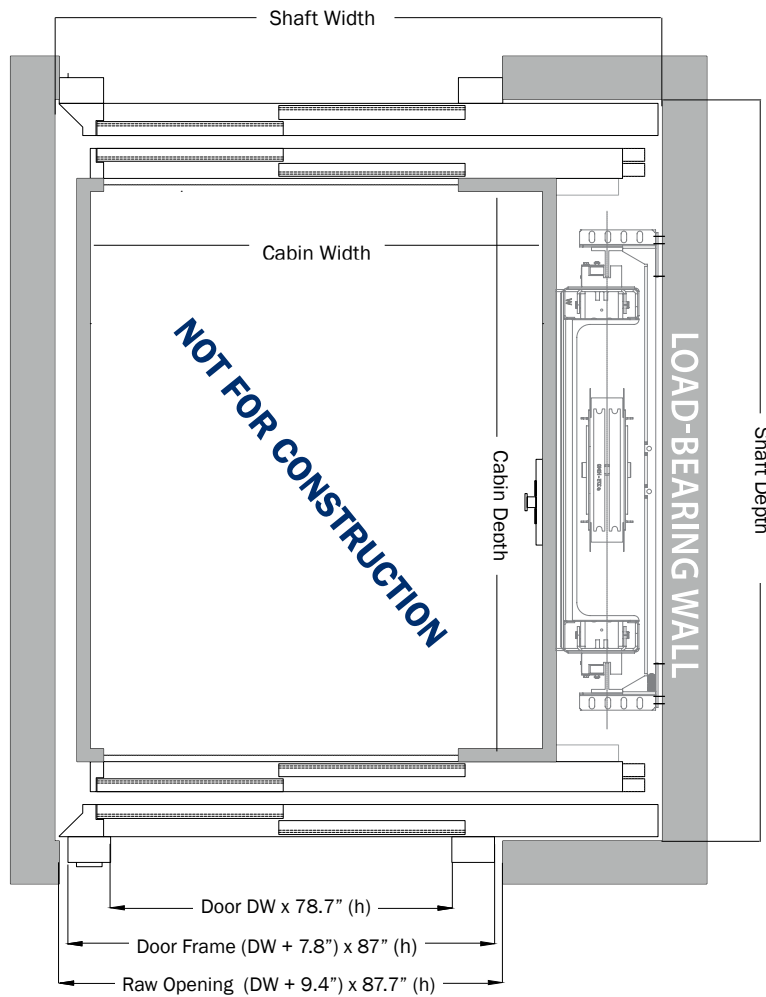 Shaft Width
Cabin Width
NOT FOR CONSTRUCTION
Cabin Depth
LOAD-BEARING WALL
Shaft Depth
W
Door DW x 78.7” (h)
Door Frame (DW + 7.8”) x 87” (h)
Raw Opening (DW + 9.4”) x 87.7” (h)